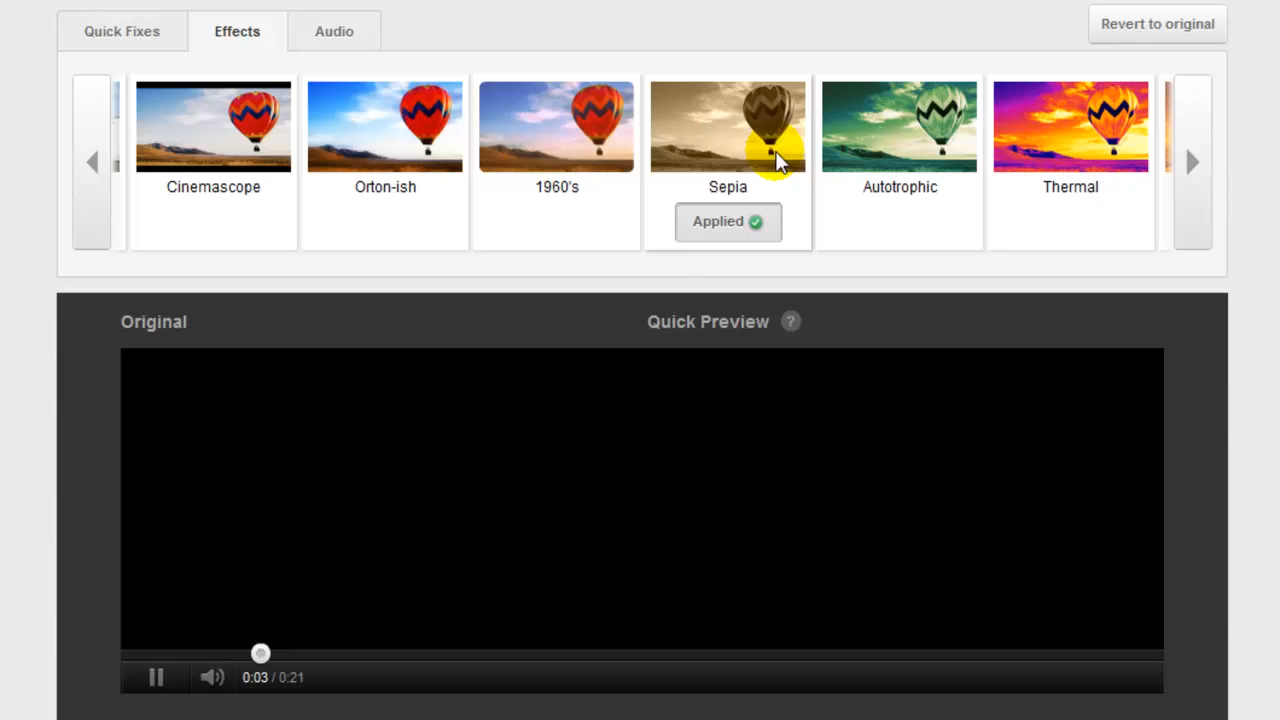 Quick Fixes Effects Audio Revert to original
Cinemascope Orton-ish 1960's Sepia Autotrophic Thermal
Applied
Original Quick Preview ?
0:03 / 0:21